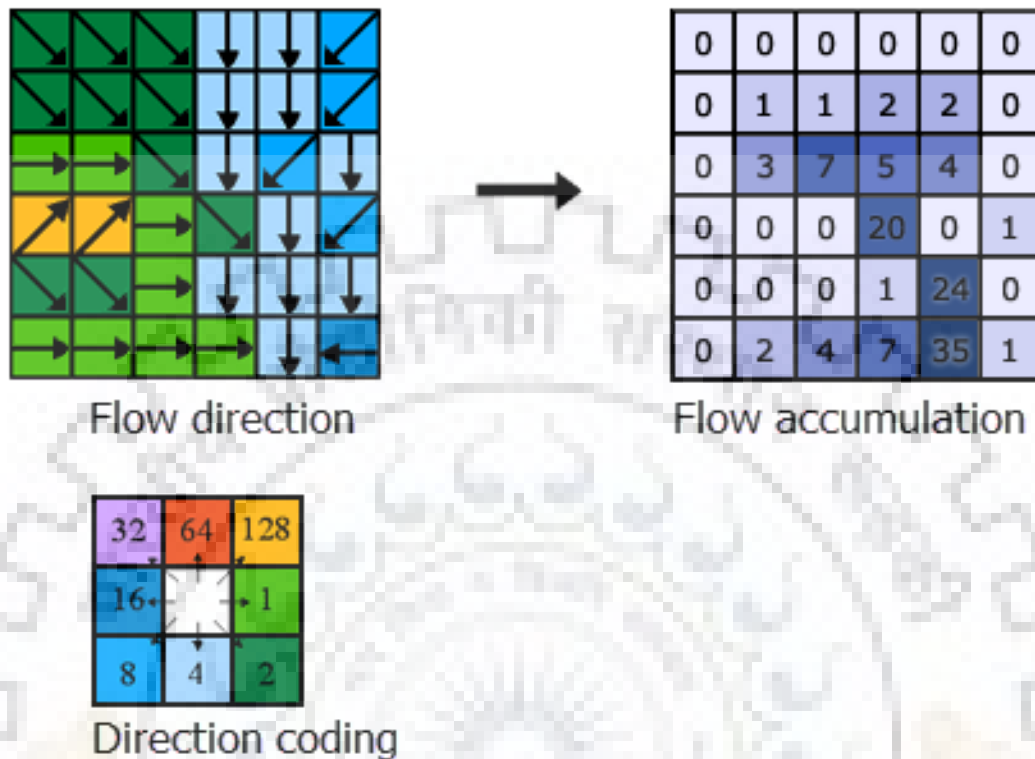 0 0 0 0 0 0
0 1 1 2 2 0
0 3 7 5 4 0
0 0 0 20 0 1
0 0 0 1 24 0
0 2 4 7 35 1
Flow direction
Flow accumulation
32 64 128
16 1
8 4 2
Direction coding